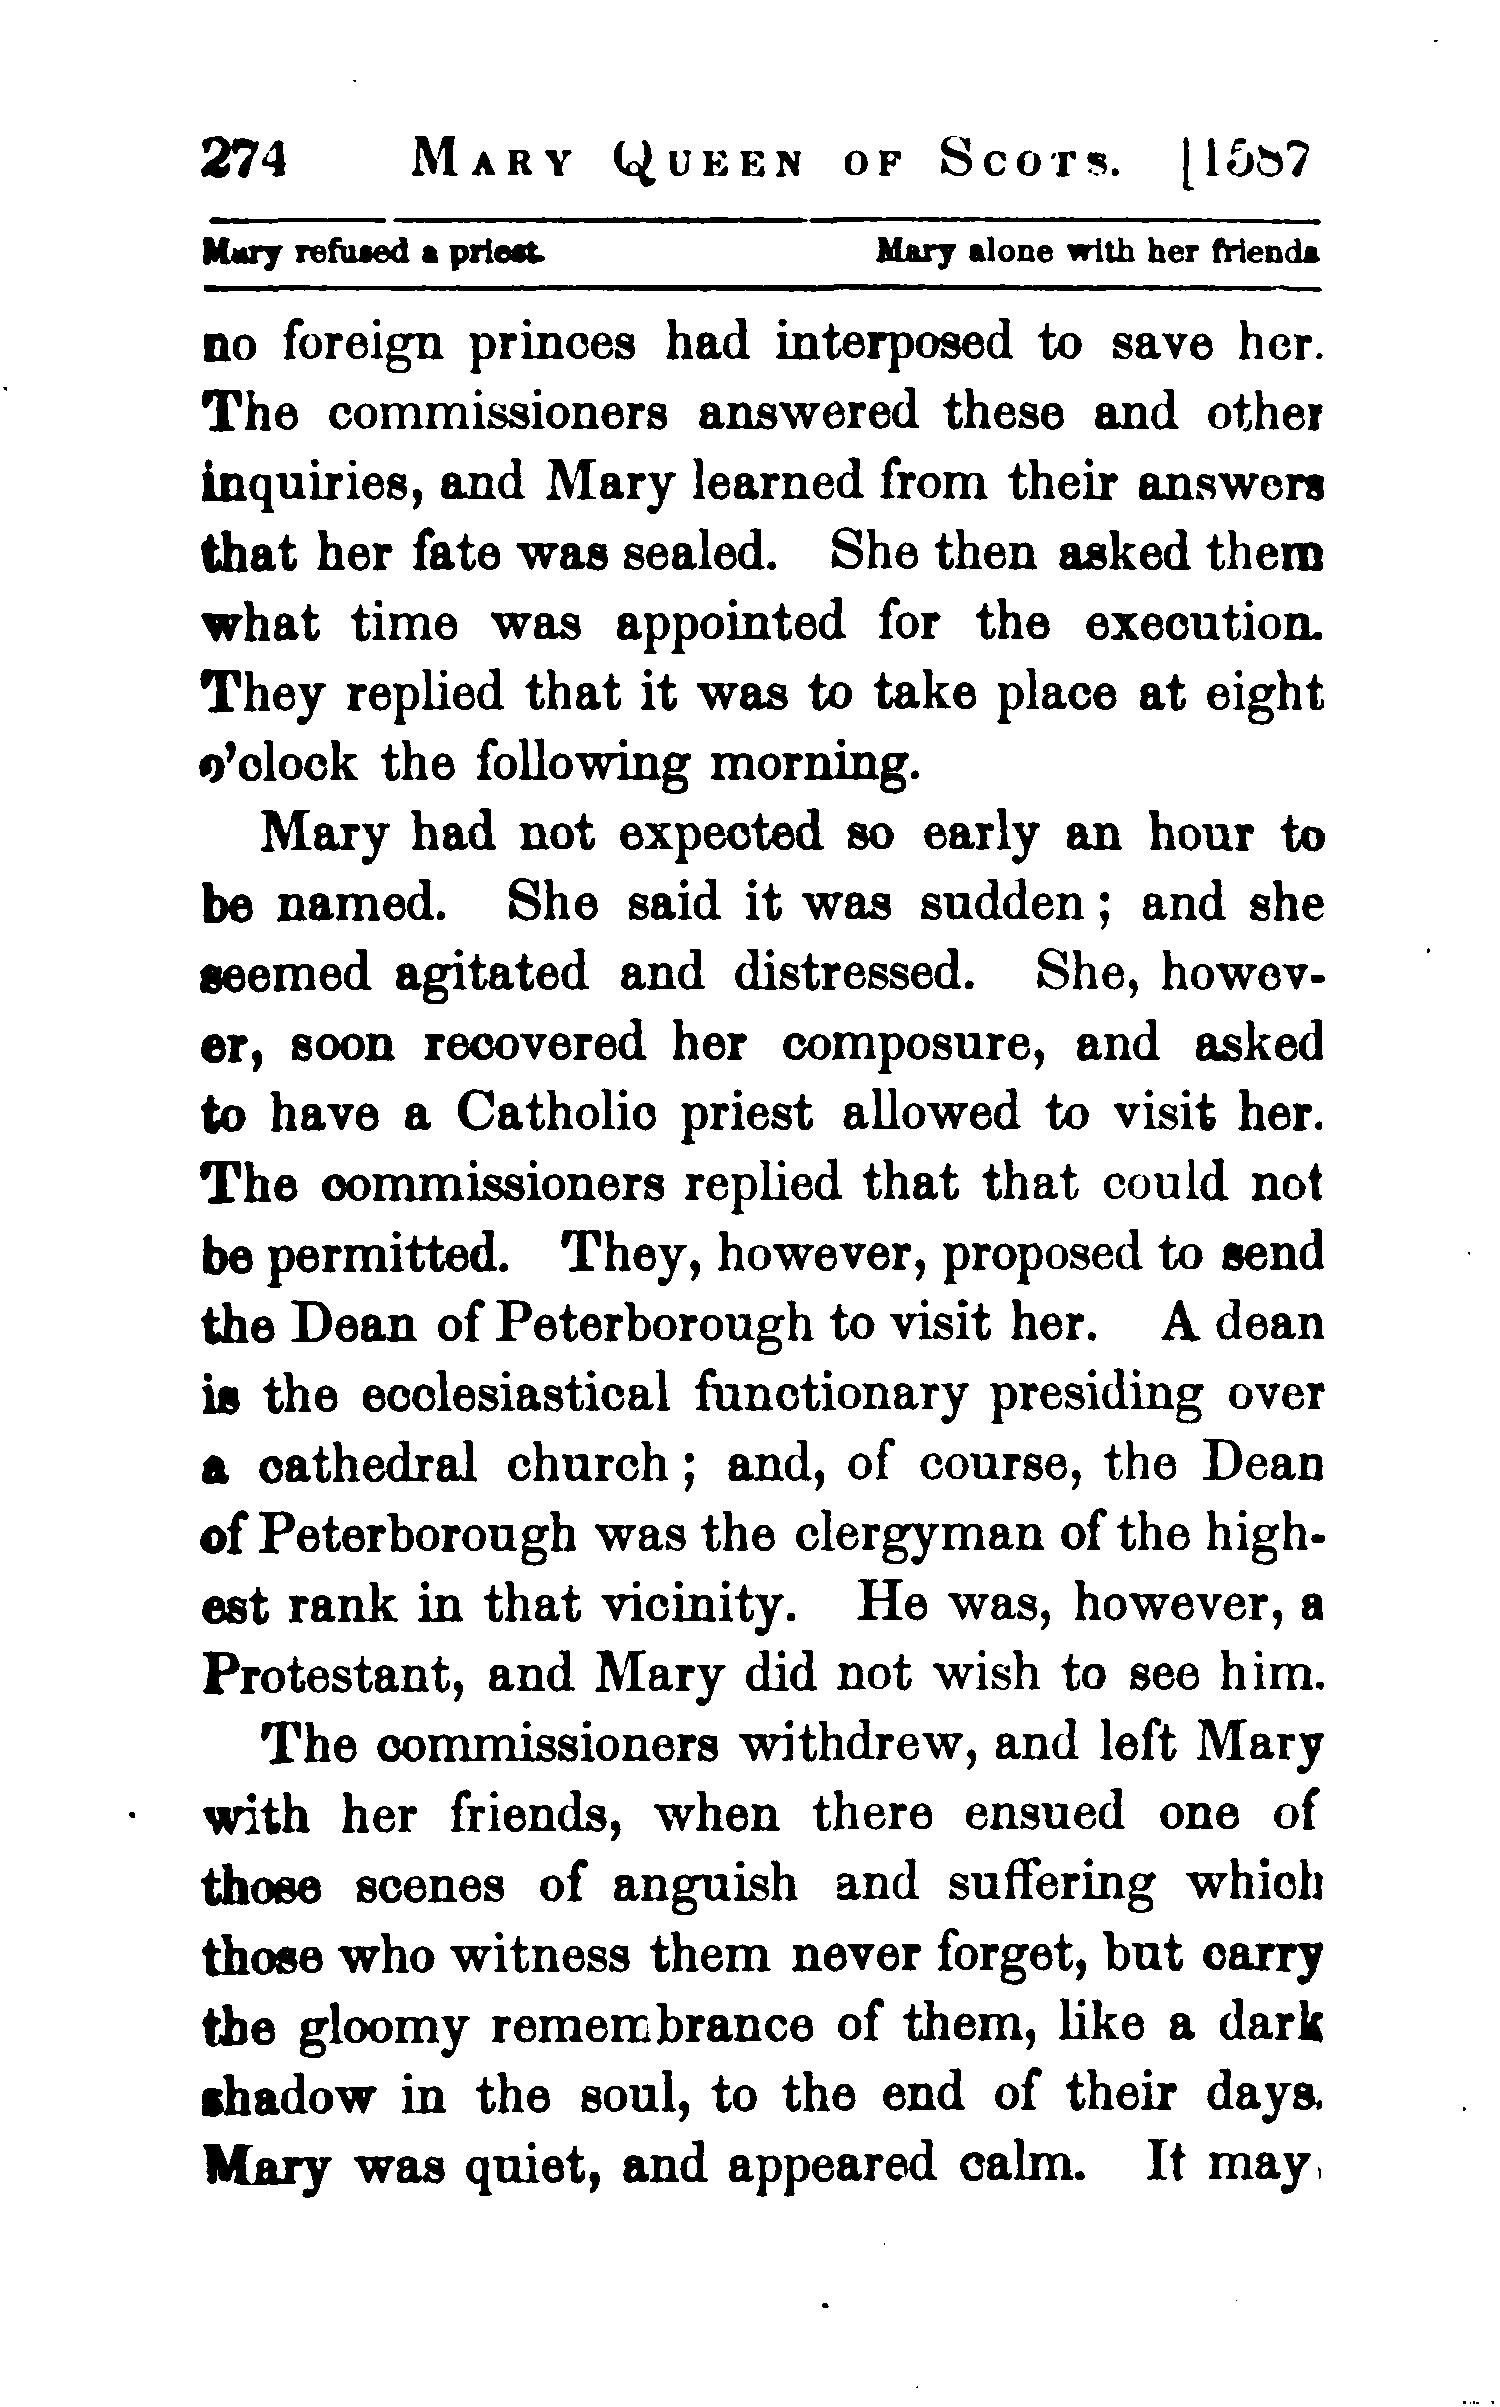 274 MARY QUEEN OF SCOTS. [1587
Mary refused a priest. Mary alone with her friends
no foreign princes had interposed to save her.
The commissioners answered these and other
inquiries, and Mary learned from their answers
that her fate was sealed. She then asked them
what time was appointed for the execution.
They replied that it was to take place at eight
o'clock the following morning.
Mary had not expected so early an hour to
be named. She said it was sudden; and she
seemed agitated and distressed. She, howev-
er, soon recovered her composure, and asked
to have a Catholic priest allowed to visit her.
The commissioners replied that that could not
be permitted. They, however, proposed to send
the Dean of Peterborough to visit her. A dean
is the ecclesiastical functionary presiding over
a cathedral church; and, of course, the Dean
of Peterborough was the clergyman of the high-
est rank in that vicinity. He was, however, a
Protestant, and Mary did not wish to see him.
The commissioners withdrew, and left Mary
with her friends, when there ensued one of
those scenes of anguish and suffering which
those who witness them never forget, but carry
the gloomy remembrance of them, like a dark
shadow in the soul, to the end of their days.
Mary was quiet, and appeared calm. It may